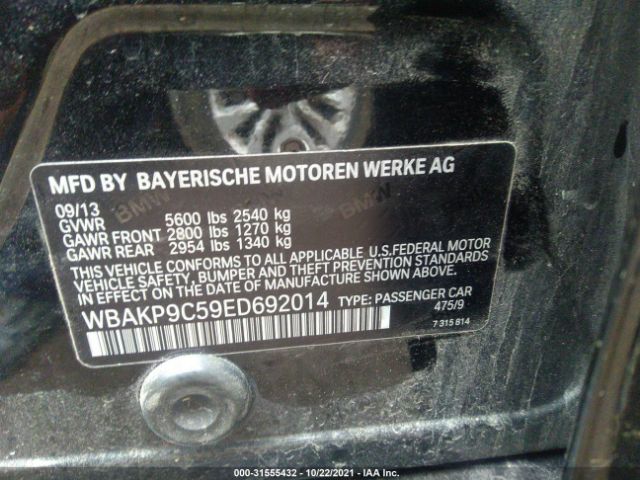 MFD BY BAYERISCHE MOTOREN WERKE AG
09/13
GVWR 5600 lbs 2540 kg
GAWR FRONT 2800 lbs 1270 kg
GAWR REAR 2954 lbs 1340 kg
THIS VEHICLE CONFORMS TO ALL APPLICABLE U.S.FEDERAL MOTOR
VEHICLE SAFETY, BUMPER AND THEFT PREVENTION STANDARDS
IN EFFECT ON THE DATE OF MANUFACTURE SHOWN ABOVE.
WBAKP9C59ED692014 TYPE: PASSENGER CAR
475/9
7 315 814
BMW
BMW
000-31555432 - 10/22/2021 - IAA Inc.